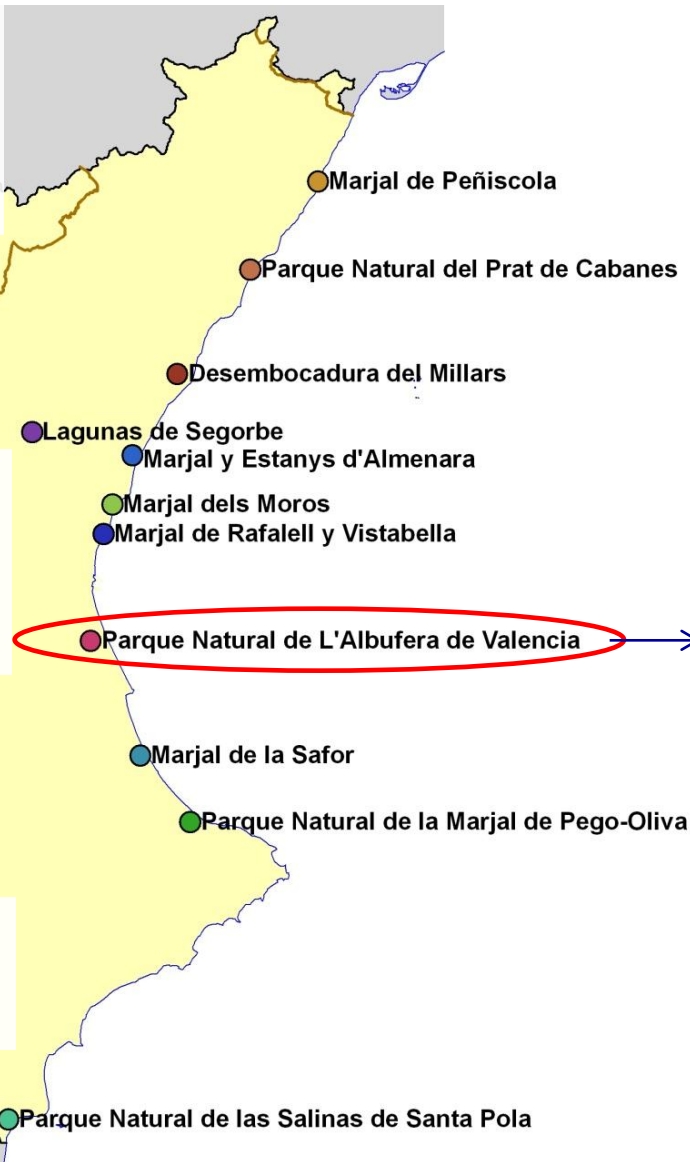 Marjal de Peñiscola
Parque Natural del Prat de Cabanes
Desembocadura del Millars
Lagunas de Segorbe
Marjal y Estanys d'Almenara
Marjal dels Moros
Marjal de Rafalell y Vistabella
Parque Natural de L'Albufera de Valencia
Marjal de la Safor
Parque Natural de la Marjal de Pego-Oliva
Parque Natural de las Salinas de Santa Pola